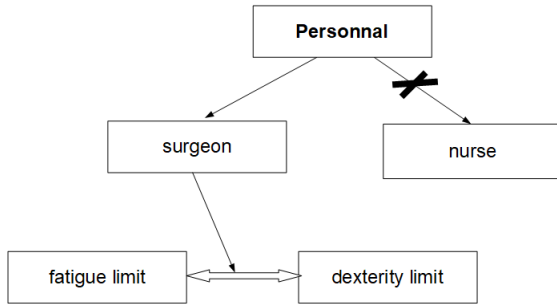 Personnal
surgeon
nurse
fatigue limit
dexterity limit